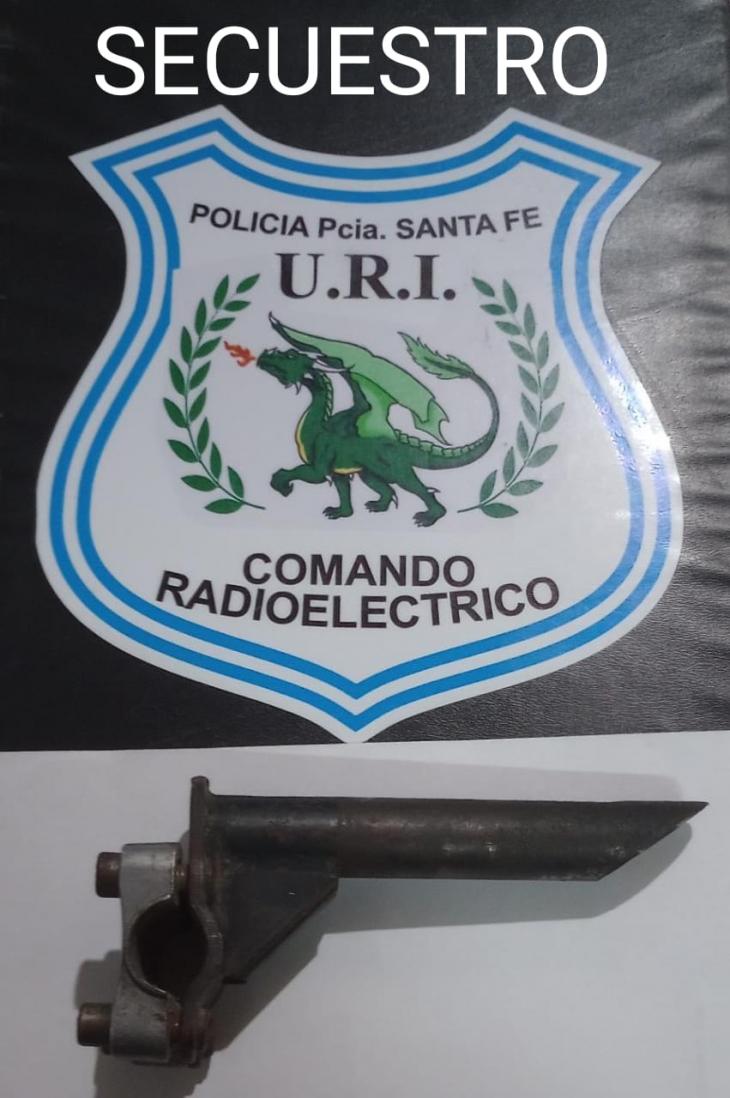 SECUESTRO
POLICIA Pcia. SANTA FE
U.R.I.
COMANDO
RADIOELECTRICO